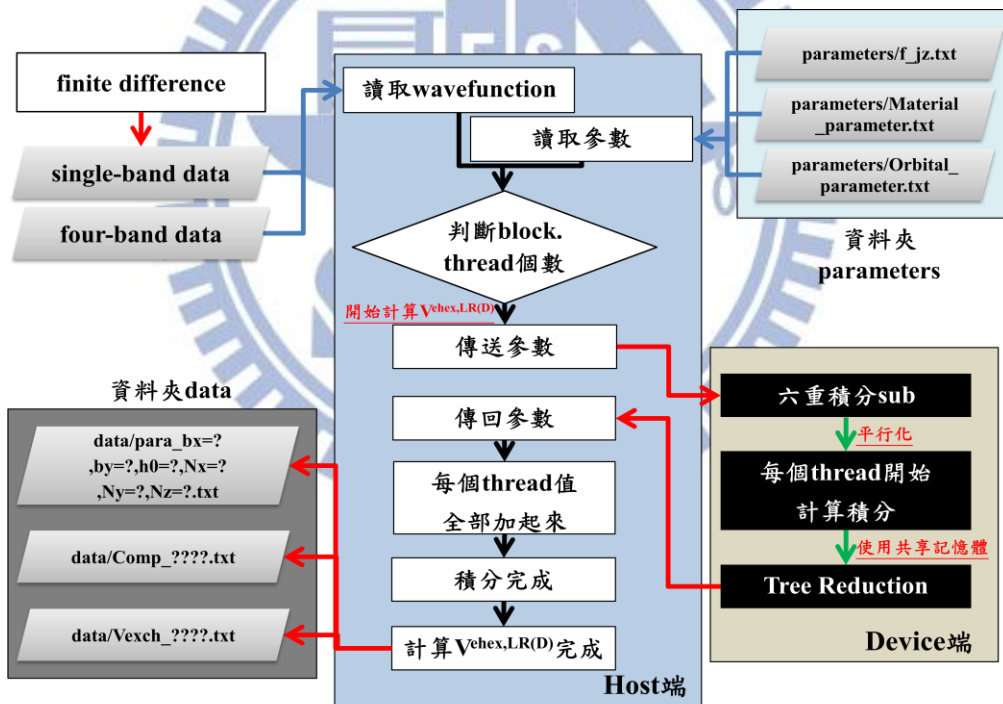 finite difference
single-band data
four-band data
讀取wavefunction
讀取參數
parameters/f_jz.txt
parameters/Material
_parameter.txt
parameters/Orbital_
parameter.txt
資料夾
parameters
判斷block.
thread個數
開始計算Vehex,LR(D)
傳送參數
傳回參數
每個thread值
全部加起來
積分完成
計算Vehex,LR(D)完成
Host端
六重積分sub
平行化
每個thread開始
計算積分
使用共享記憶體
Tree Reduction
Device端
資料夾data
data/para_bx=?
,by=?,h0=?,Nx=?
,Ny=?,Nz=?.txt
data/Comp_????.txt
data/Vexch_????.txt